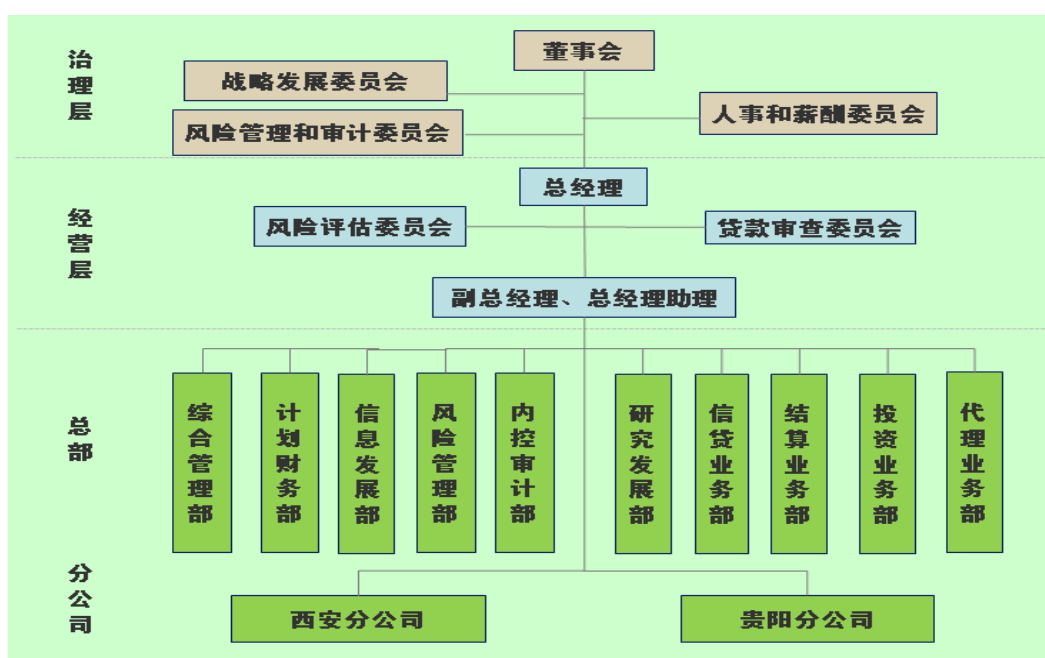 治理层
董事会
战略发展委员会
人事和薪酬委员会
风险管理和审计委员会
经营层
总经理
风险评估委员会
贷款审查委员会
副总经理、总经理助理
总部
综合管理部
计划财务部
信息发展部
风险管理部
内控审计部
研究发展部
信贷业务部
结算业务部
投资业务部
代理业务部
分公司
西安分公司
贵阳分公司